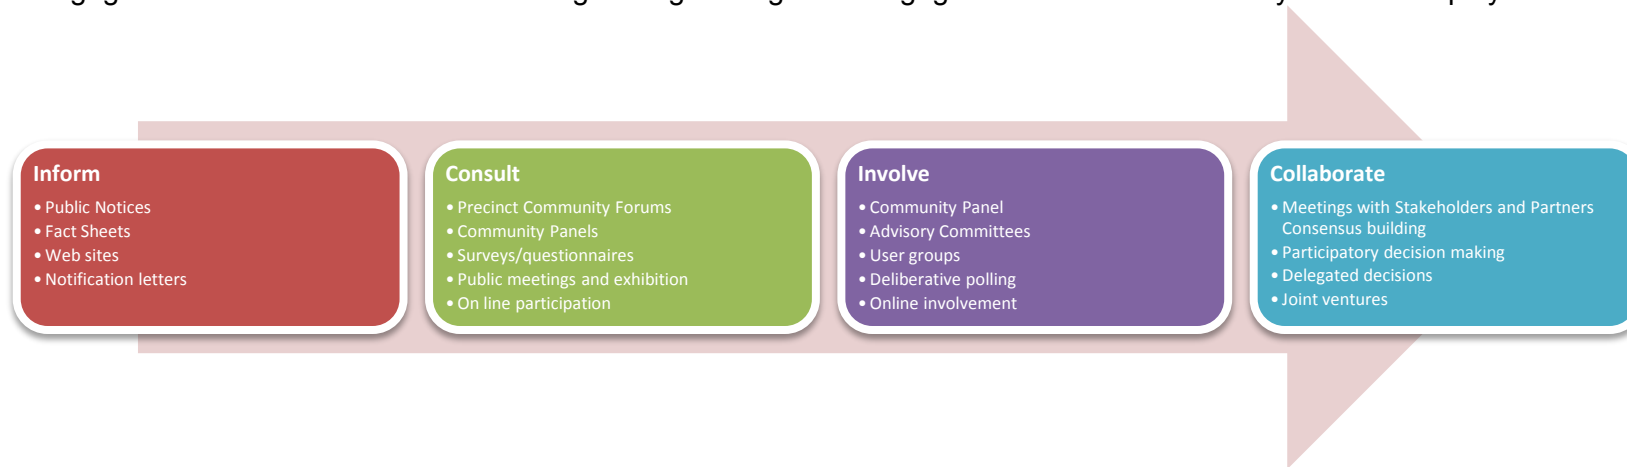 Inform
• Public Notices
• Fact Sheets
• Web sites
• Notification letters
Consult
• Precinct Community Forums
• Community Panels
• Surveys/questionnaires
• Public meetings and exhibition
• On line participation
Involve
• Community Panel
• Advisory Committees
• User groups
• Deliberative polling
• Online involvement
Collaborate
• Meetings with Stakeholders and Partners
Consensus building
• Participatory decision making
• Delegated decisions
• Joint ventures